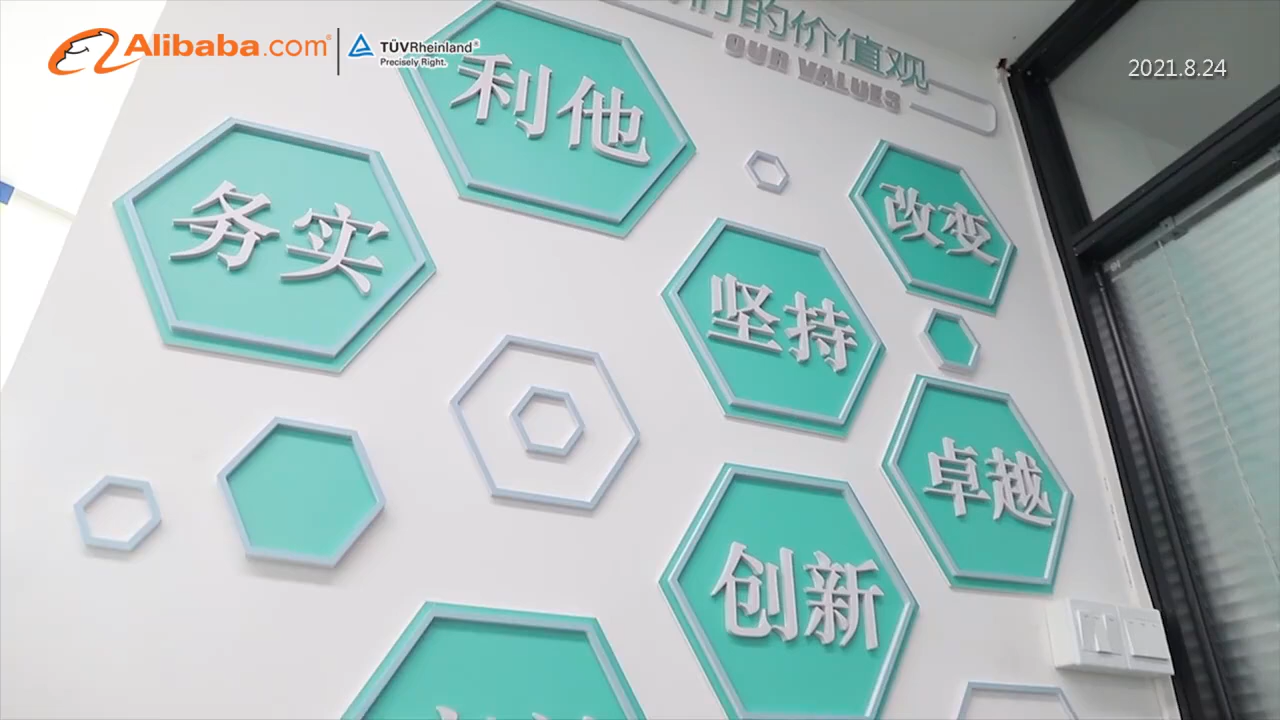 Alibaba.com
TÜVRheinland®
Precisely Right.
2021.8.24
们的价值观
OUR VALUES
利他
务实
改变
坚持
卓越
创新